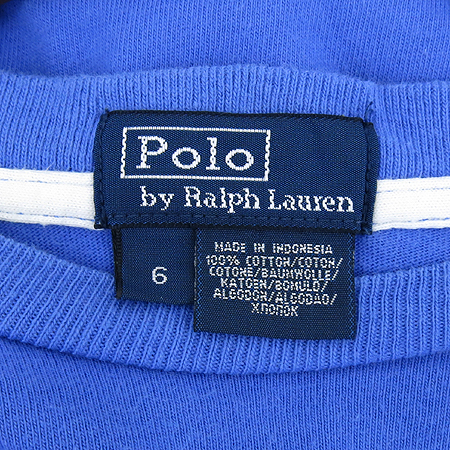 Polo
by Ralph Lauren
6
MADE IN INDONESIA
100% COTTON/COTON/
COTONE/BAUMWOLLE/
KATOEN/BOMULD/
ALGODON/ALGODAO/
ХЛОПОК